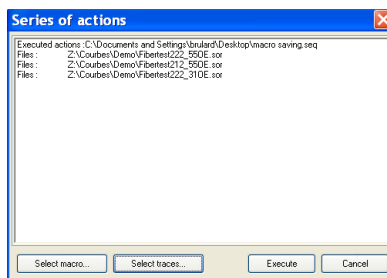 Series of actions
Executed actions :C:\Documents and Settings\brulard\Desktop\macro saving.seq
Files : Z:\Courbes\Demo\Fibertest222_550E.sor
Files : Z:\Courbes\Demo\Fibertest212_550E.sor
Files : Z:\Courbes\Demo\Fibertest222_310E.sor
Select macro... Select traces... Execute Cancel